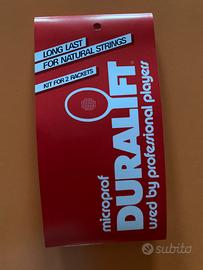 LONG LAST
FOR NATURAL STRINGS
KIT FOR 2 RACKETS
microprof
DURALIFT
used by professional players
subito